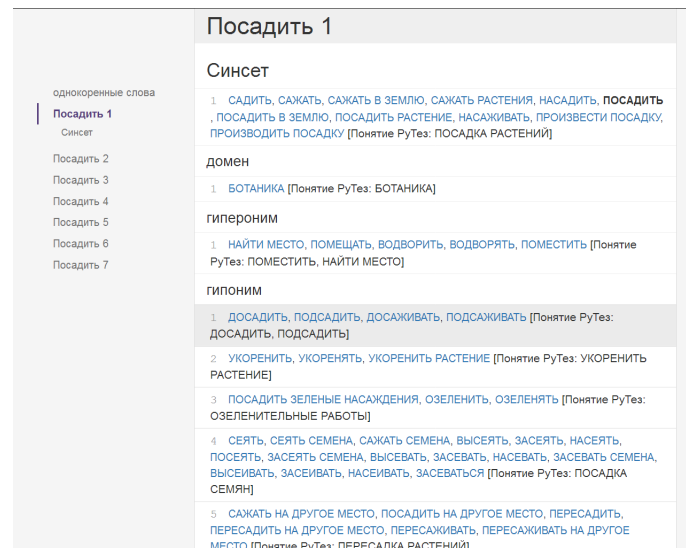 Посадить 1
однокоренные слова
Посадить 1
Синсет
Посадить 2
Посадить 3
Посадить 4
Посадить 5
Посадить 6
Посадить 7
Синсет
1 САДИТЬ, САЖАТЬ, САЖАТЬ В ЗЕМЛЮ, САЖАТЬ РАСТЕНИЯ, НАСАДИТЬ, ПОСАДИТЬ
, ПОСАДИТЬ В ЗЕМЛЮ, ПОСАДИТЬ РАСТЕНИЕ, НАСАЖИВАТЬ, ПРОИЗВЕСТИ ПОСАДКУ,
ПРОИЗВОДИТЬ ПОСАДКУ [Понятие РуТез: ПОСАДКА РАСТЕНИЙ]
домен
1 БОТАНИКА [Понятие РуТез: БОТАНИКА]
гипероним
1 НАЙТИ МЕСТО, ПОМЕЩАТЬ, ВОДВОРИТЬ, ВОДВОРЯТЬ, ПОМЕСТИТЬ [Понятие
РуТез: ПОМЕСТИТЬ, НАЙТИ МЕСТО]
гипоним
1 ДОСАДИТЬ, ПОДСАДИТЬ, ДОСАЖИВАТЬ, ПОДСАЖИВАТЬ [Понятие РуТез:
ДОСАДИТЬ, ПОДСАДИТЬ]
2 УКОРЕНИТЬ, УКОРЕНЯТЬ, УКОРЕНИТЬ РАСТЕНИЕ [Понятие РуТез: УКОРЕНИТЬ
РАСТЕНИЕ]
3 ПОСАДИТЬ ЗЕЛЕНЫЕ НАСАЖДЕНИЯ, ОЗЕЛЕНИТЬ, ОЗЕЛЕНЯТЬ [Понятие РуТез:
ОЗЕЛЕНИТЕЛЬНЫЕ РАБОТЫ]
4 СЕЯТЬ, СЕЯТЬ СЕМЕНА, САЖАТЬ СЕМЕНА, ВЫСЕЯТЬ, ЗАСЕЯТЬ, НАСЕЯТЬ,
ПОСЕЯТЬ, ЗАСЕЯТЬ СЕМЕНА, ВЫСЕВАТЬ, ЗАСЕВАТЬ, НАСЕВАТЬ, ЗАСЕВАТЬ СЕМЕНА,
ВЫСЕИВАТЬ, ЗАСЕИВАТЬ, НАСЕИВАТЬ, ЗАСЕВАТЬСЯ [Понятие РуТез: ПОСАДКА
СЕМЯН]
5 САЖАТЬ НА ДРУГОЕ МЕСТО, ПОСАДИТЬ НА ДРУГОЕ МЕСТО, ПЕРЕСАДИТЬ,
ПЕРЕСАДИТЬ НА ДРУГОЕ МЕСТО, ПЕРЕСАЖИВАТЬ, ПЕРЕСАЖИВАТЬ НА ДРУГОЕ
МЕСТО [Понятие РуТез: ПЕРЕСАДКА РАСТЕНИЙ]